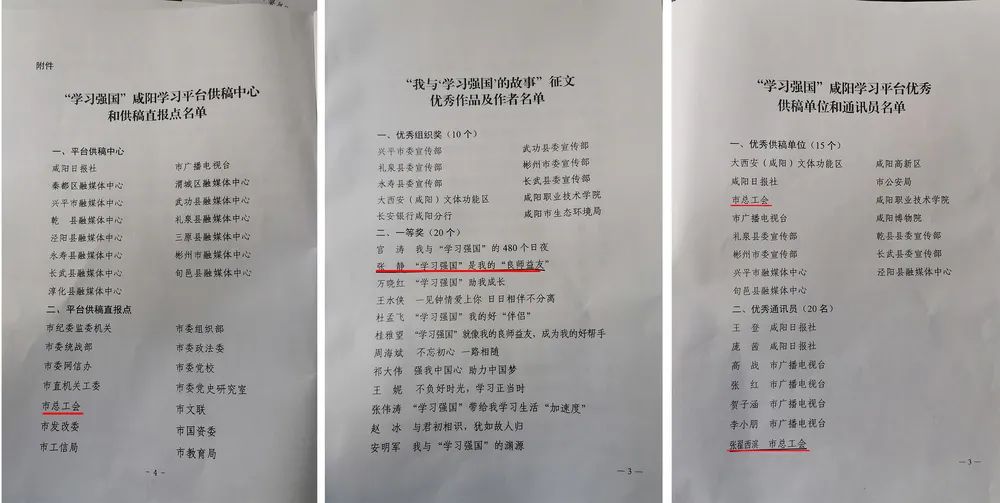 附件
“学习强国”咸阳学习平台供稿中心
和供稿直报点名单
一、平台供稿中心
咸阳日报社 市广播电视台
秦都区融媒体中心 渭城区融媒体中心
兴平市融媒体中心 武功县融媒体中心
乾 县融媒体中心 礼泉县融媒体中心
泾阳县融媒体中心 三原县融媒体中心
永寿县融媒体中心 彬州市融媒体中心
长武县融媒体中心 旬邑县融媒体中心
淳化县融媒体中心
二、平台供稿直报点
市纪委监委机关 市委组织部
市委统战部 市委政法委
市委网信办 市委党校
市直机关工委 市委党史研究室
市总工会 市文联
市发改委 市国资委
市工信局 市教育局
- 4 -
“我与‘学习强国’的故事”征文
优秀作品及作者名单
一、优秀组织奖（10个）
兴平市委宣传部 武功县委宣传部
礼泉县委宣传部 彬州市委宣传部
永寿县委宣传部 长武县委宣传部
大西安（咸阳）文体功能区 咸阳职业技术学院
长安银行咸阳分行 咸阳市生态环境局
二、一等奖（20个）
宫 涛 我与“学习强国”的480个日夜
张 静 “学习强国”是我的“良师益友”
万晓红 “学习强国”助我成长
王水侠 一见钟情爱上你 日日相伴不分离
杜孟飞 “学习强国”我的好“伴侣”
桂雅望 “学习强国”就像我的良师益友，成为我的好帮手
周海斌 不忘初心 一路相随
祁大伟 强我中国心 助力中国梦
王 妮 不负好时光，学习正当时
张伟涛 “学习强国”带给我学习生活“加速度”
赵 冰 与君初相识，犹如故人归
安明军 我与“学习强国”的渊源
- 3 -
“学习强国”咸阳学习平台优秀
供稿单位和通讯员名单
一、优秀供稿单位（15个）
大西安（咸阳）文体功能区 咸阳高新区
咸阳日报社 市公安局
市总工会 咸阳职业技术学院
市广播电视台 咸阳博物院
礼泉县委宣传部 乾县县委宣传部
彬州市委宣传部 长武县委宣传部
兴平市融媒体中心 泾阳县融媒体中心
旬邑县融媒体中心
二、优秀通讯员（20名）
王 登 咸阳日报社
庞 茜 咸阳日报社
高 战 市广播电视台
张 红 市广播电视台
贺子涵 市广播电视台
李小朋 市广播电视台
张翟西滨 市总工会
- 3 -